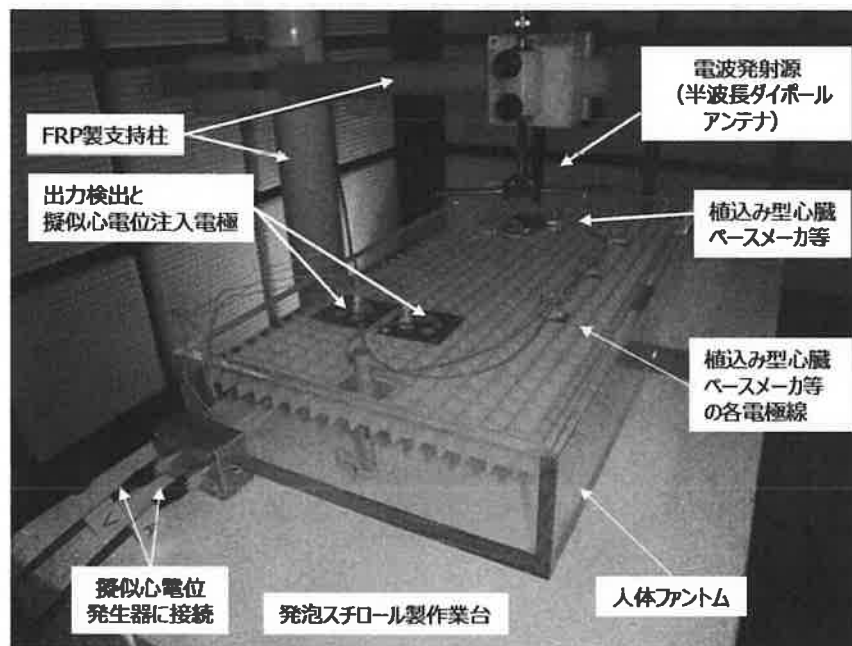 電波発射源
（半波長ダイポール
アンテナ）
FRP製支持柱
出力検出と
擬似心電位注入電極
植込み型心臓
ペースメーカ等
植込み型心臓
ペースメーカ等
の各電極線
擬似心電位
発生器に接続
発泡スチロール製作業台
人体ファントム